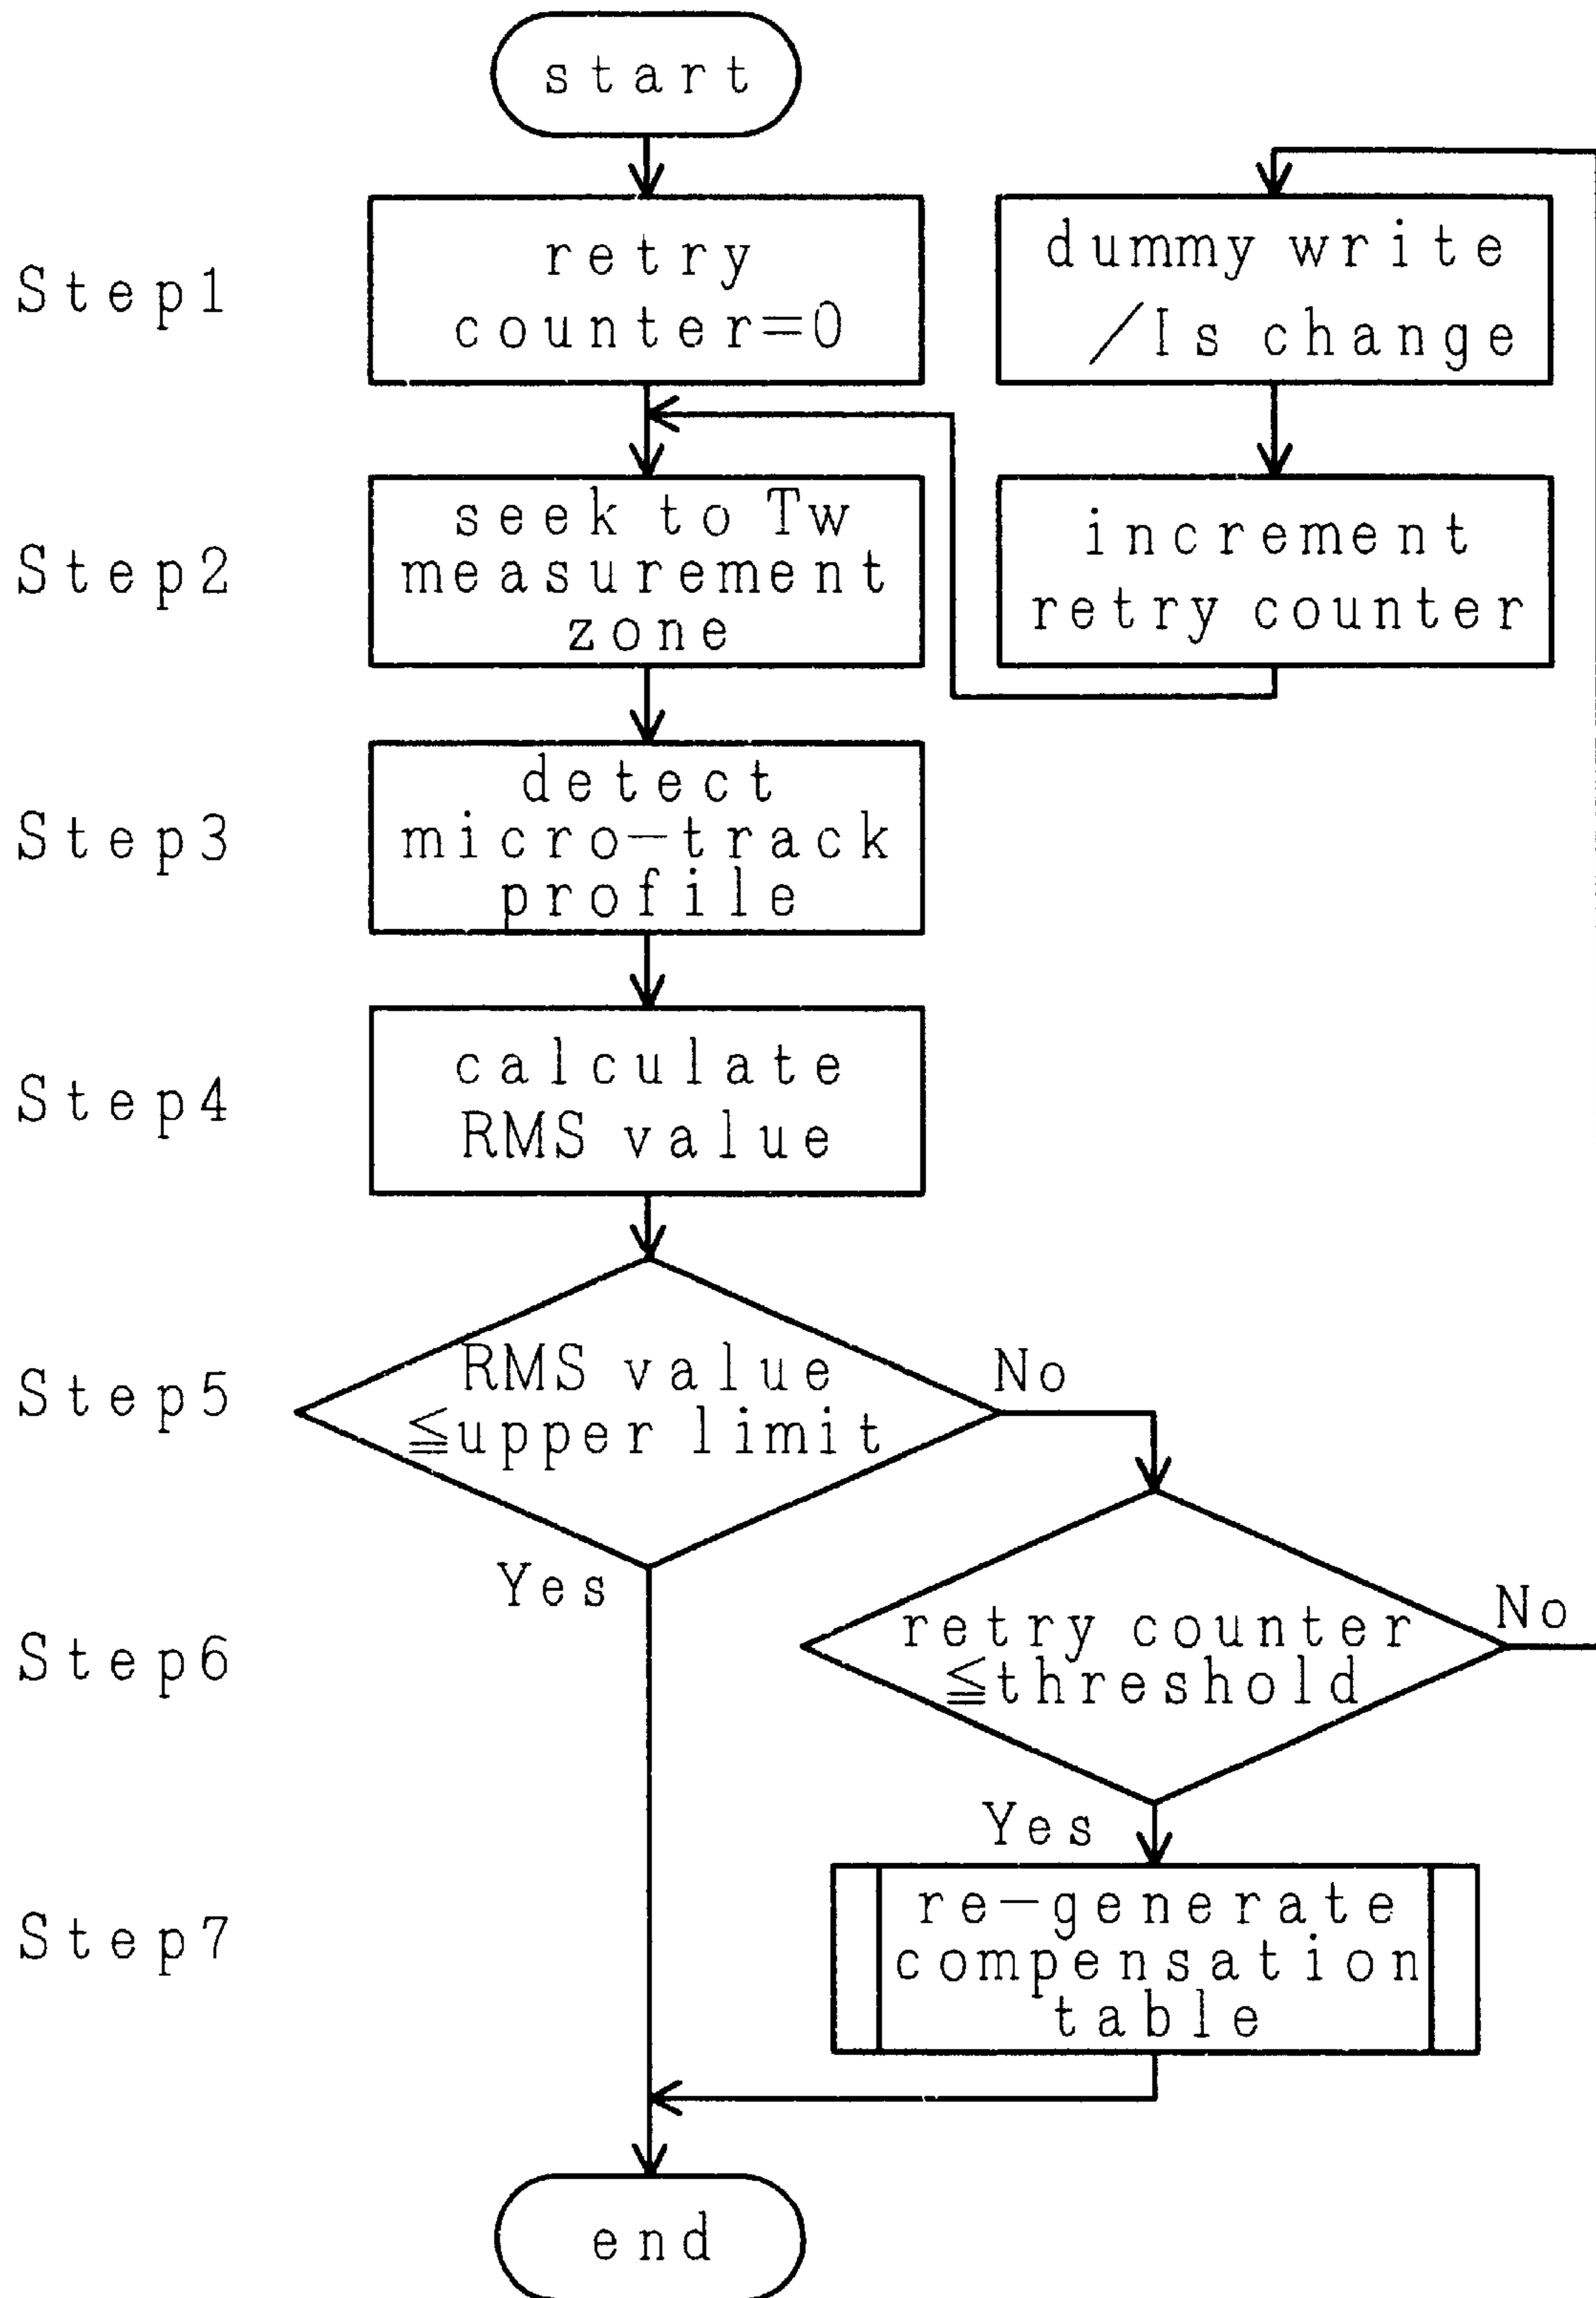 start
Step1
retry
counter=0
dummy write
/Is change
Step2
seek to Tw
measurement
zone
increment
retry counter
Step3
detect
micro-track
profile
Step4
calculate
RMS value
Step5
RMS value
≦upper limit
No
Yes
Step6
retry counter
≦threshold
No
Yes
Step7
re-generate
compensation
table
end